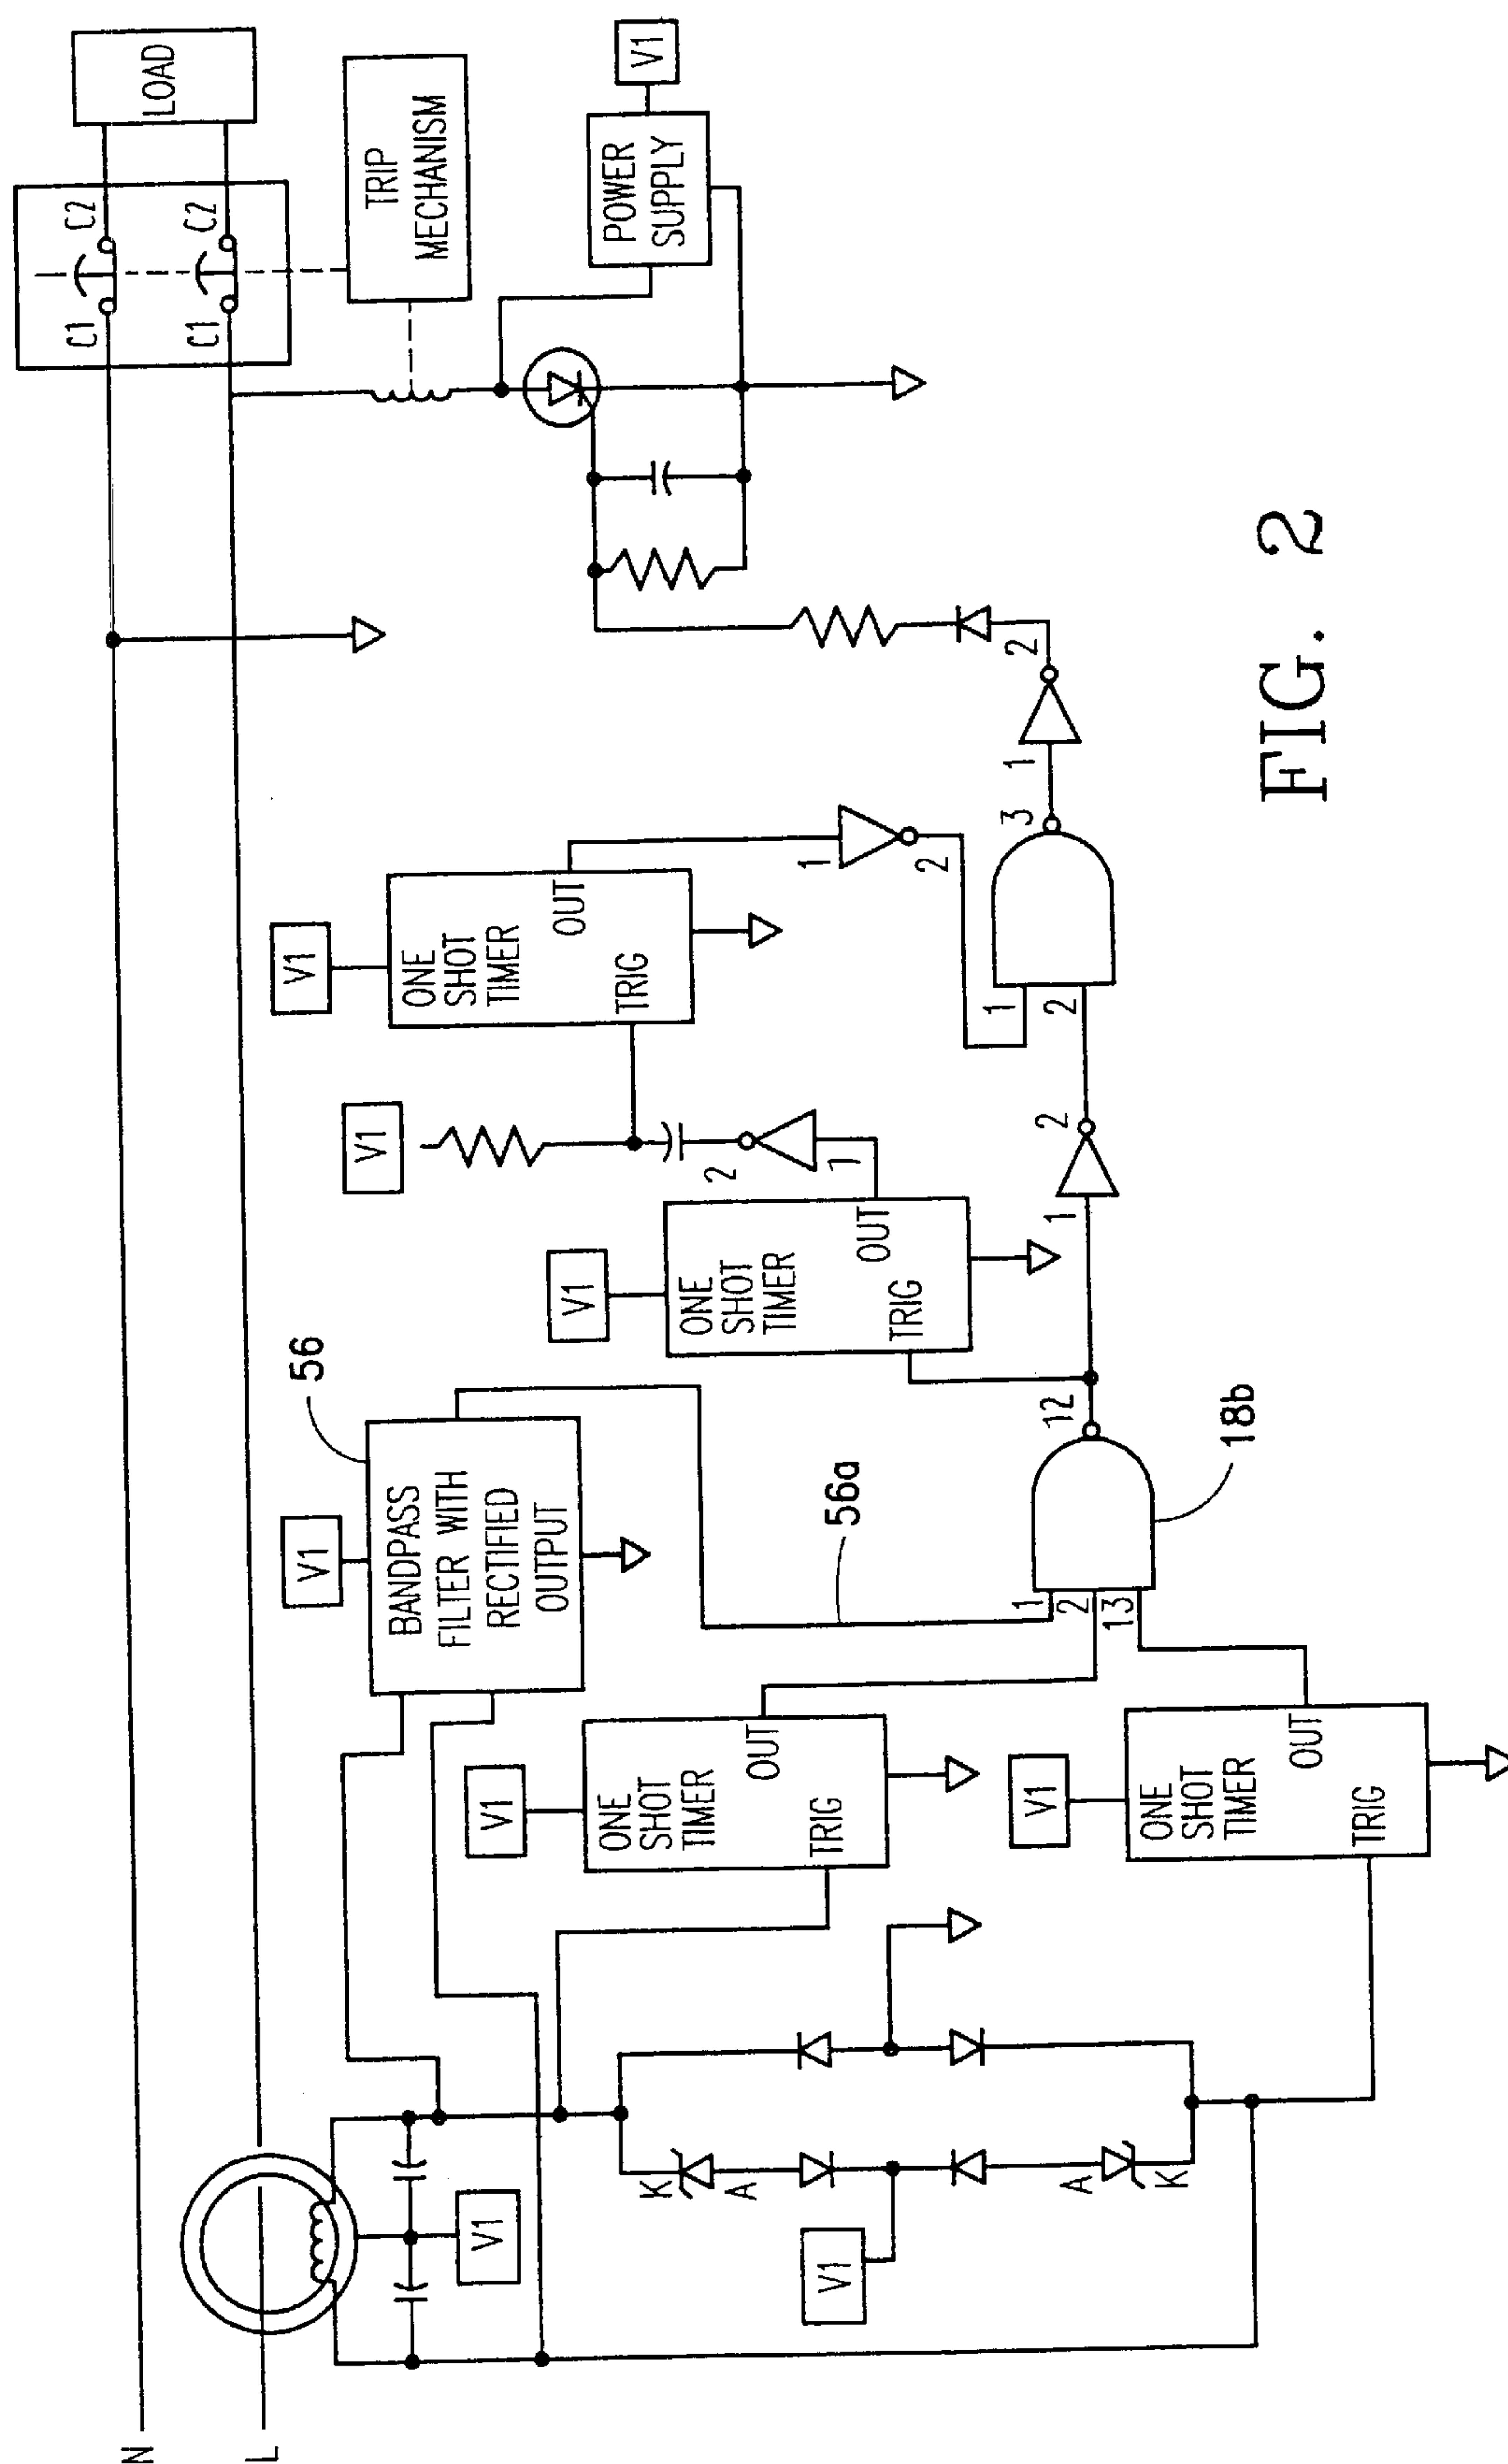 N
L
LOAD
C1
C2
C1
C2
TRIP
MECHANISM
POWER
SUPPLY
V1
V1
BANDPASS
FILTER WITH
RECTIFIED
OUTPUT
56
56a
V1
V1
ONE
SHOT
TIMER
TRIG
OUT
V1
ONE
SHOT
TIMER
TRIG
OUT
V1
K
A
A
K
1
2
13
12
18b
V1
ONE
SHOT
TIMER
TRIG
OUT
1
2
V1
V1
ONE
SHOT
TIMER
TRIG
OUT
1
2
1
2
1
2
3
1
2
FIG. 2